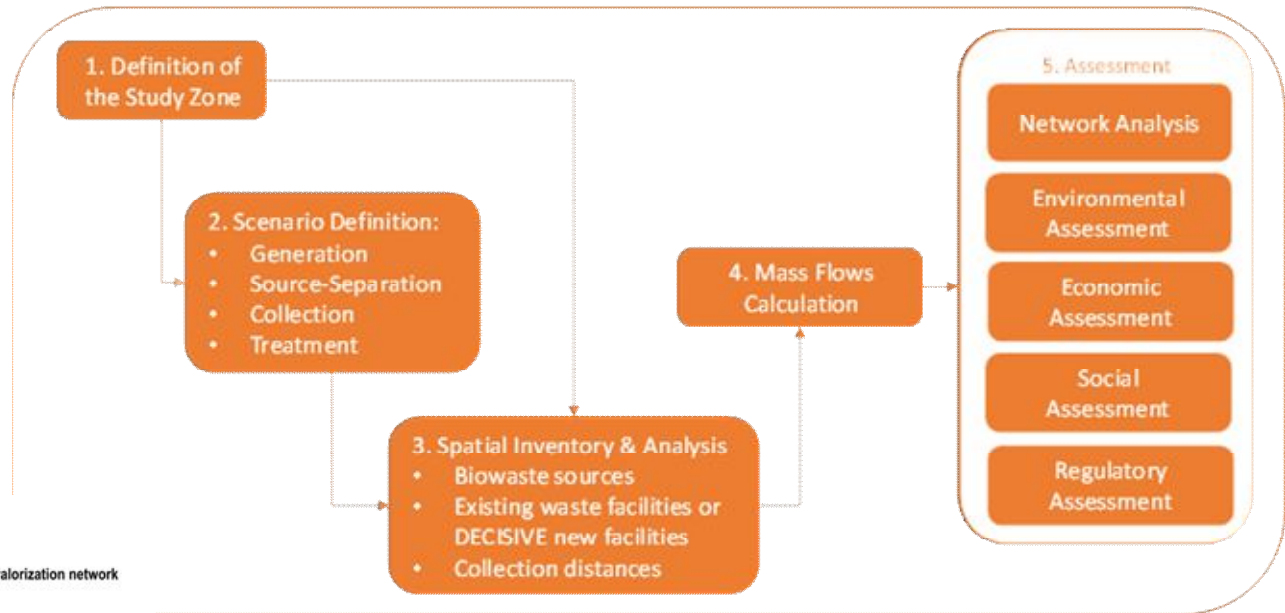 1. Definition of
the Study Zone
2. Scenario Definition:
• Generation
• Source-Separation
• Collection
• Treatment
3. Spatial Inventory & Analysis
• Biowaste sources
• Existing waste facilities or
DECISIVE new facilities
• Collection distances
4. Mass Flows
Calculation
5. Assessment
Network Analysis
Environmental
Assessment
Economic
Assessment
Social
Assessment
Regulatory
Assessment
alorization network